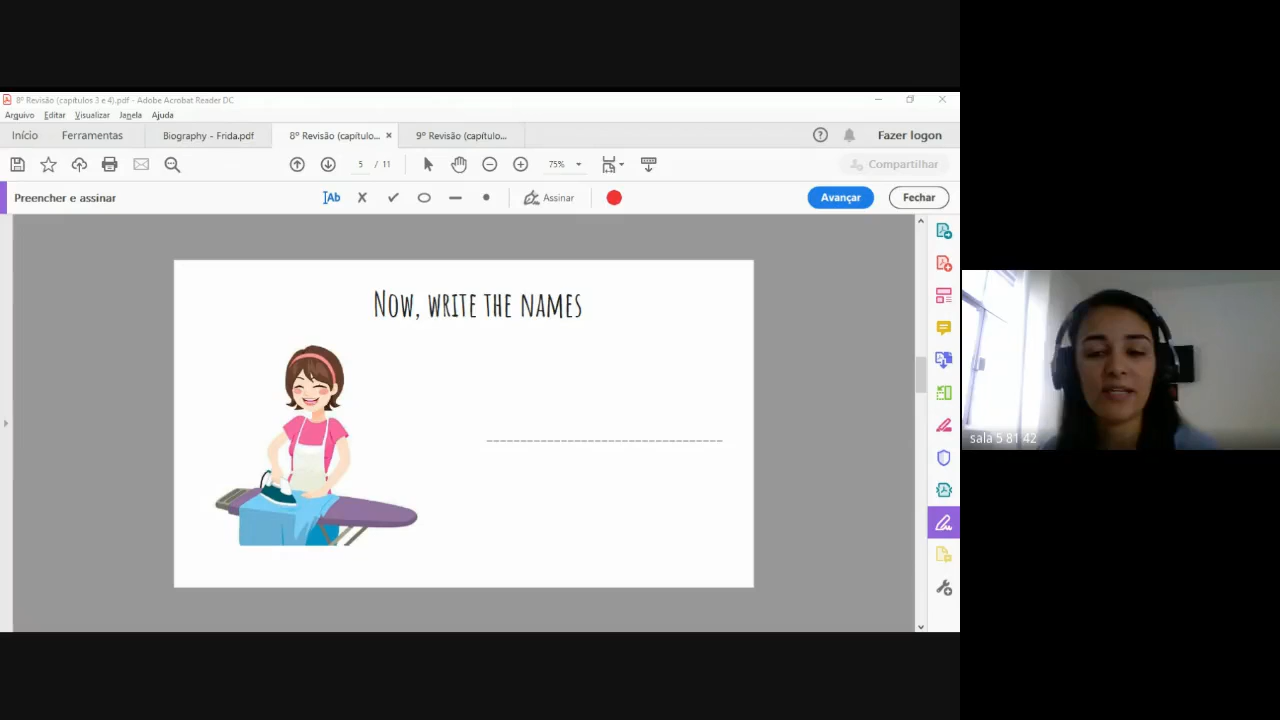 8º Revisão (capítulos 3 e 4).pdf - Adobe Acrobat Reader DC
Arquivo Editar Visualizar Janela Ajuda
Início Ferramentas Biography - Frida.pdf 8º Revisão (capítulo... 9º Revisão (capítulo... Fazer logon
5 / 11 75% Compartilhar
Preencher e assinar Ab Assinar Avançar Fechar
NOW, WRITE THE NAMES
sala 5 81 42